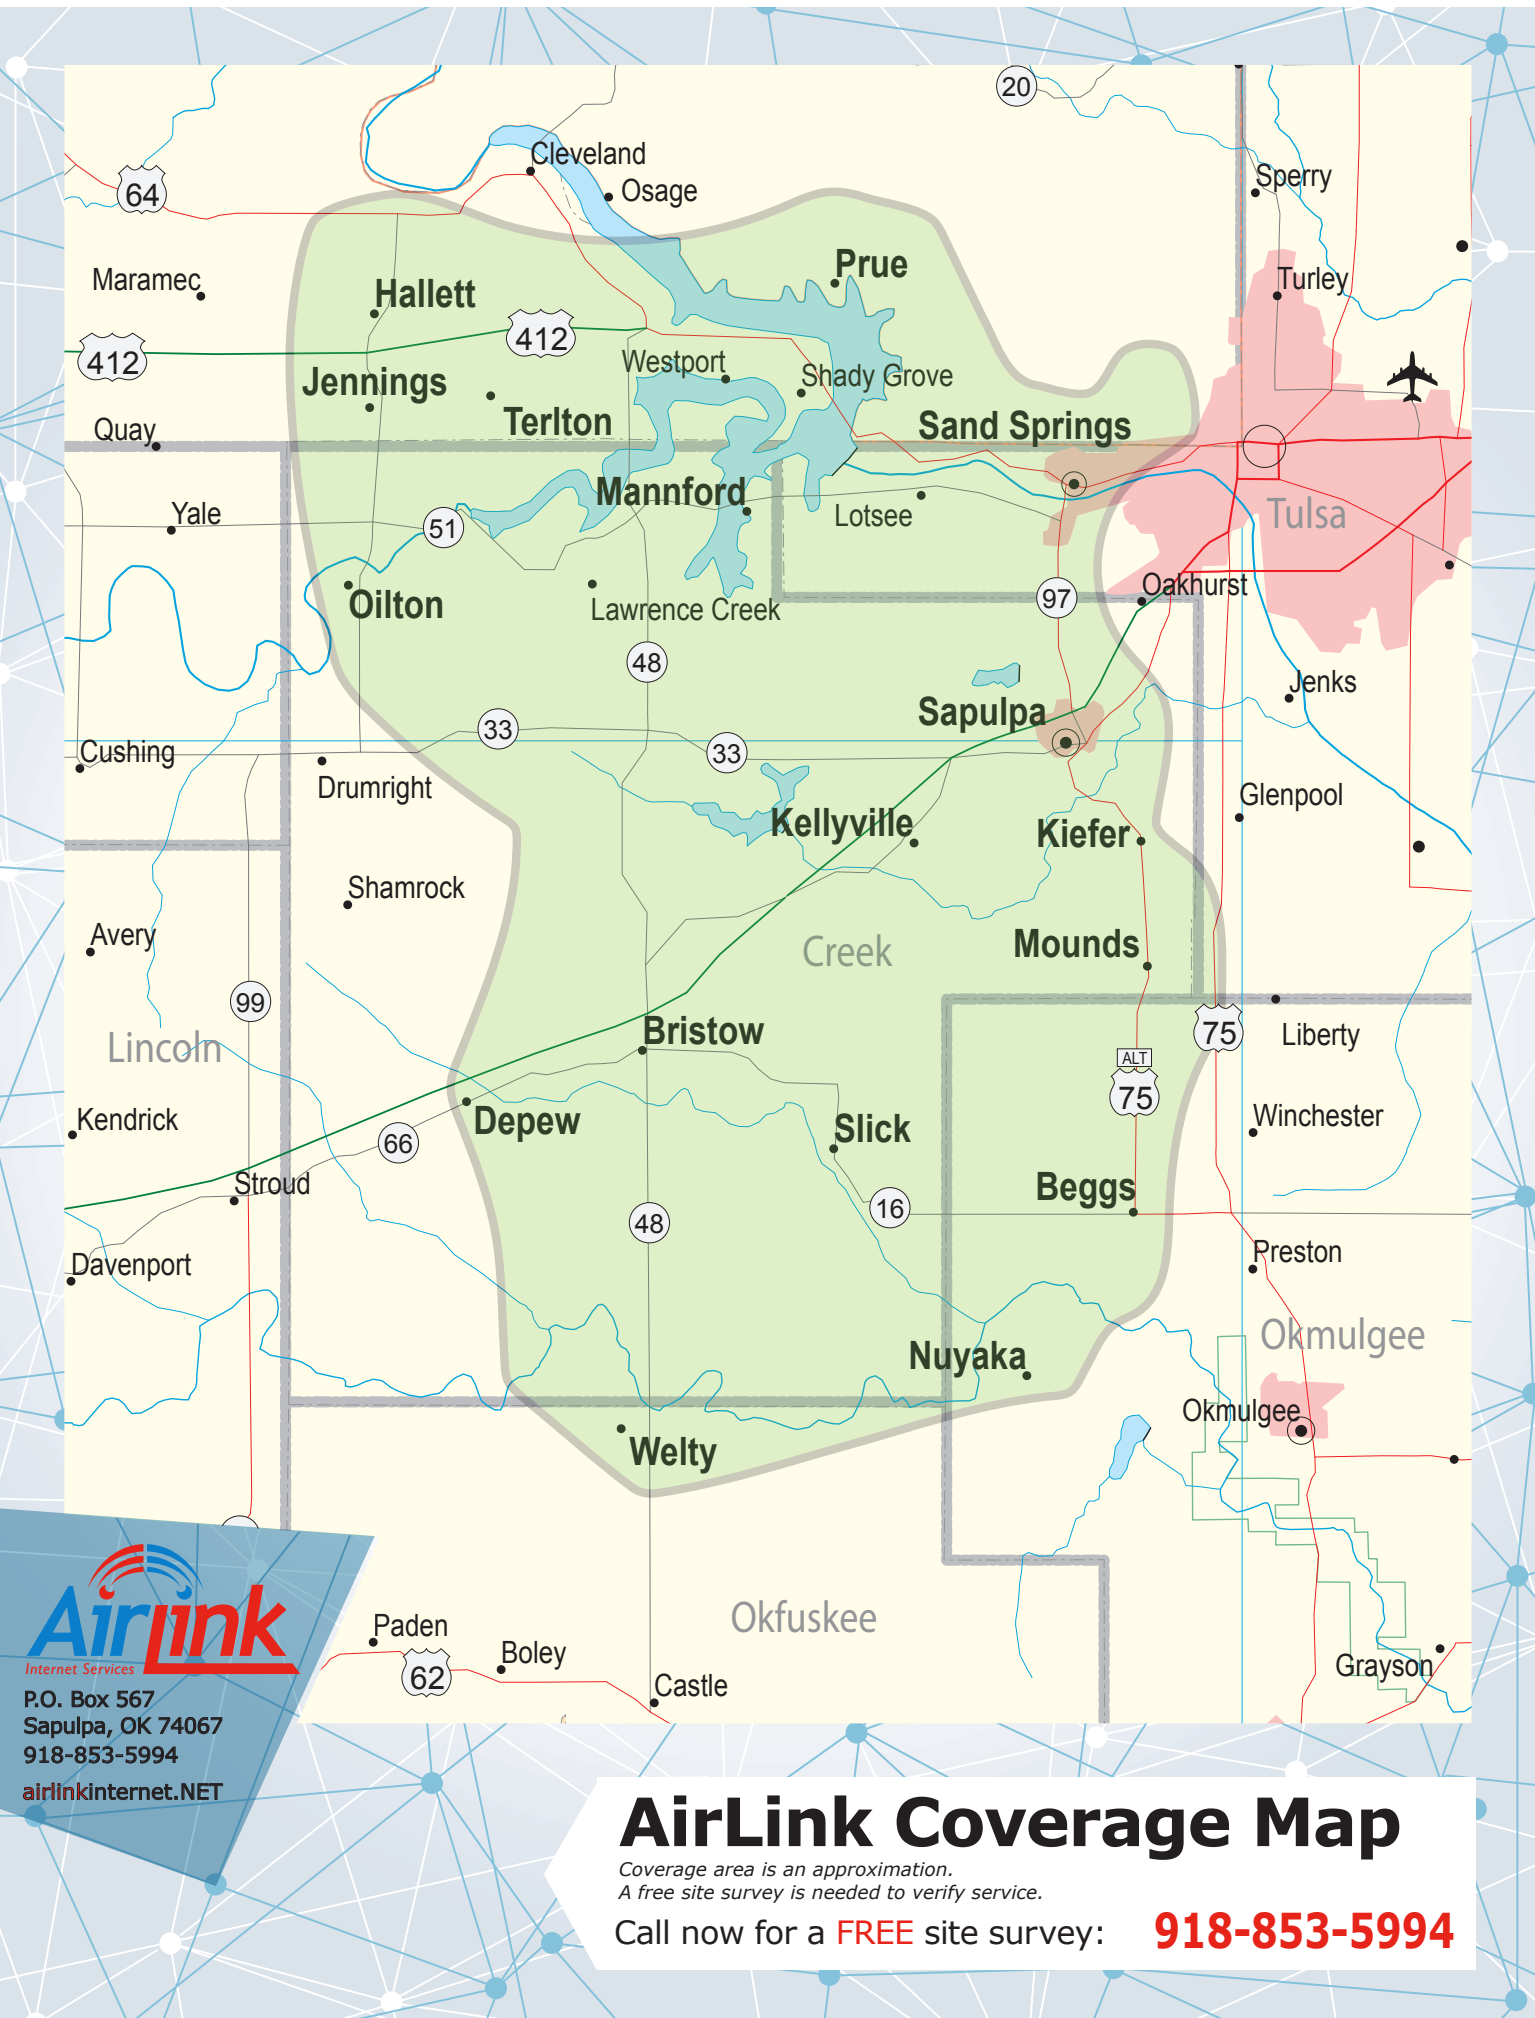 20
Cleveland
Osage
Sperry
64
Prue
Turley
Maramec
Hallett
412
412
Westport
Shady Grove
Jennings
Terlton
Sand Springs
Quay
Mannford
Yale
51
Lotsee
Tulsa
Oilton
Lawrence Creek
97
Oakhurst
48
Jenks
Sapulpa
33
33
Cushing
Drumright
Glenpool
Kellyville
Kiefer
Shamrock
Avery
Creek
Mounds
99
Lincoln
Bristow
75
Liberty
ALT
75
Kendrick
Depew
66
Slick
Winchester
Stroud
Beggs
16
48
Davenport
Preston
Okmulgee
Nuyaka
Okmulgee
Welty
Okfuskee
Paden
Boley
62
Castle
Grayson
AirLink
Internet Services
P.O. Box 567
Sapulpa, OK 74067
918-853-5994
airlinkinternet.NET
AirLink Coverage Map
Coverage area is an approximation.
A free site survey is needed to verify service.
Call now for a FREE site survey: 918-853-5994